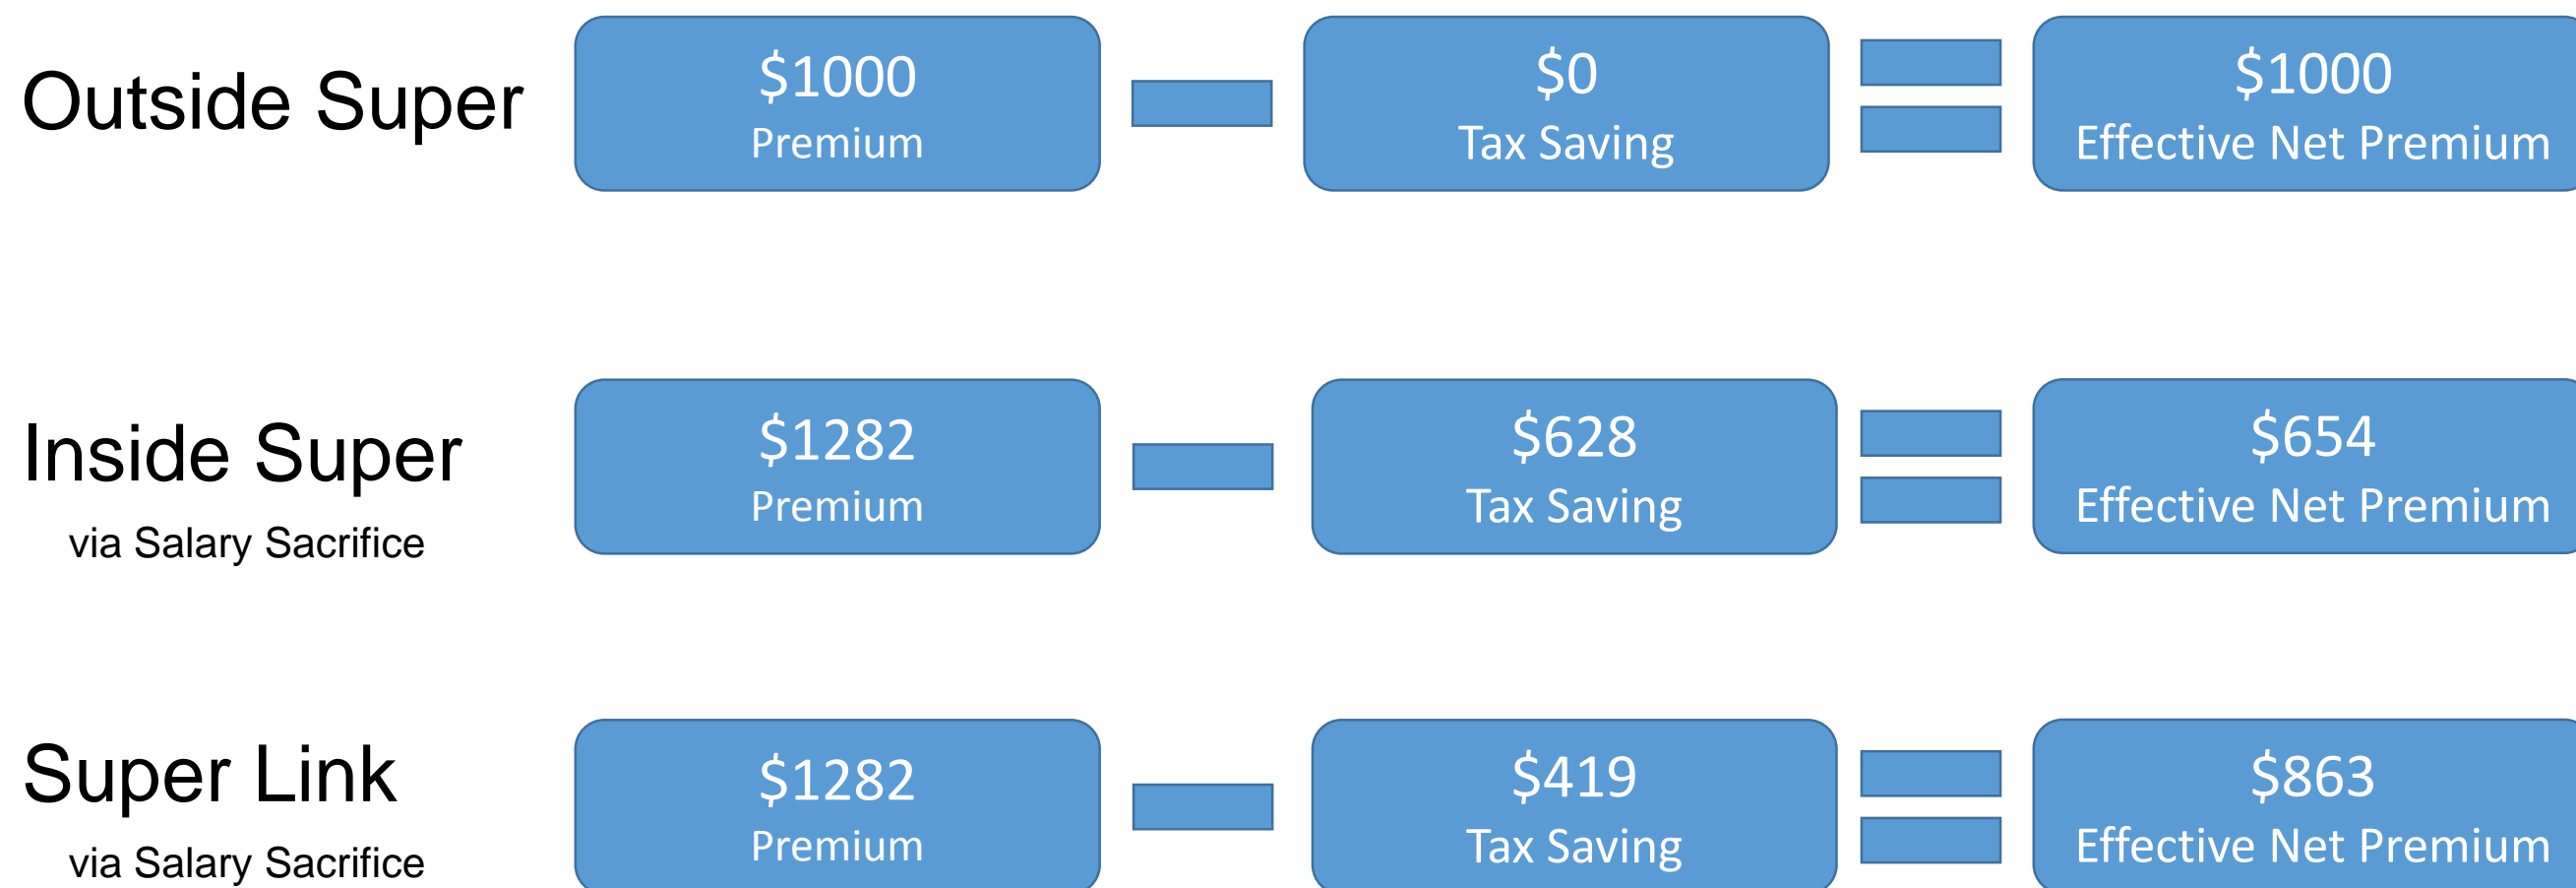 Outside Super
$1000
Premium
$0
Tax Saving
$1000
Effective Net Premium
Inside Super
via Salary Sacrifice
$1282
Premium
$628
Tax Saving
$654
Effective Net Premium
Super Link
via Salary Sacrifice
$1282
Premium
$419
Tax Saving
$863
Effective Net Premium